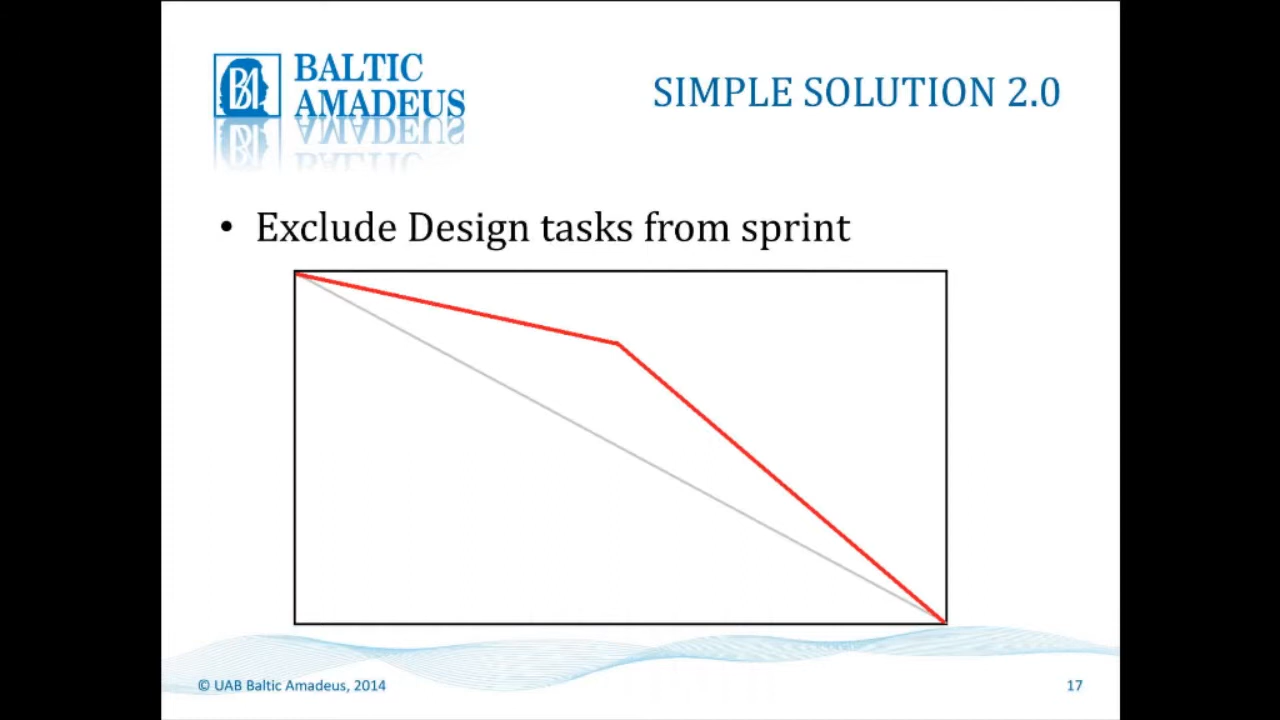 BALTIC
AMADEUS
SIMPLE SOLUTION 2.0
• Exclude Design tasks from sprint
© UAB Baltic Amadeus, 2014
17